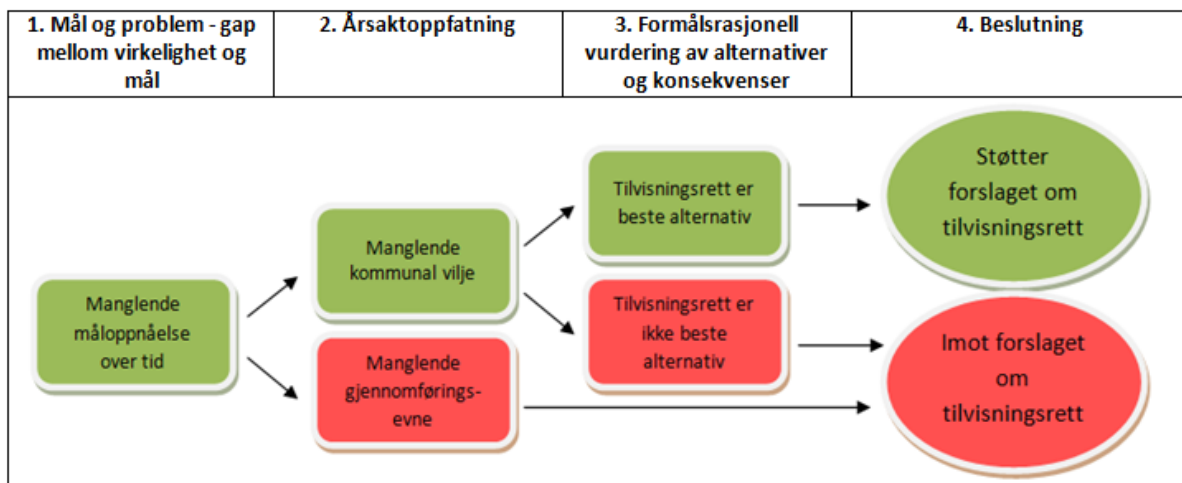 1. Mål og problem - gap
mellom virkelighet og
mål
2. Årsaktoppfatning
3. Formålsrasjonell
vurdering av alternativer
og konsekvenser
4. Beslutning
Manglende
måloppnåelse
over tid
Manglende
kommunal vilje
Manglende
gjennomførings-
evne
Tilvisningsrett er
beste alternativ
Tilvisningsrett er
ikke beste
alternativ
Støtter
forslaget om
tilvisningsrett
Imot forslaget
om
tilvisningsrett